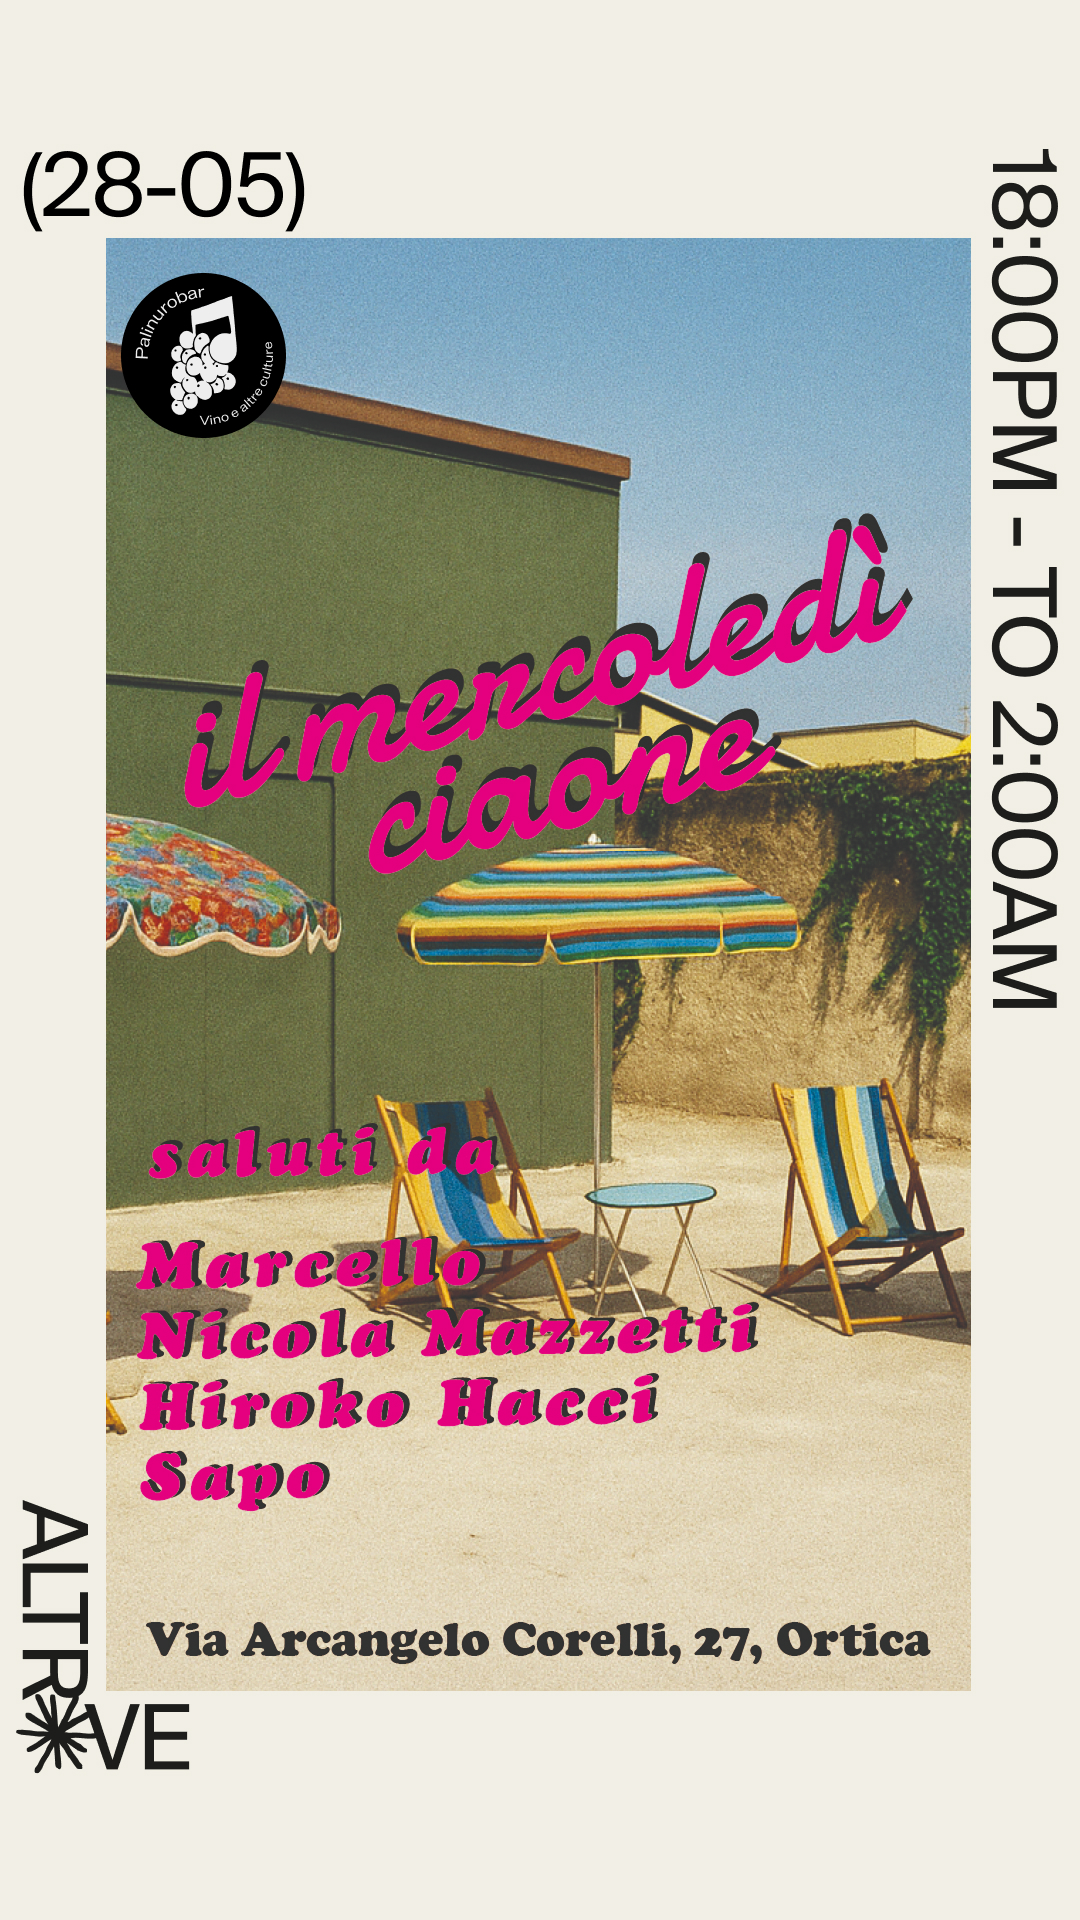 (28-05)
18:00PM - TO 2:00AM
Palinurobar
Vino e altre culture
il mercoledì
ciaone
saluti da
Marcello
Nicola Mazzetti
Hiroko Hacci
Sapo
Via Arcangelo Corelli, 27, Ortica
ALTR
VE